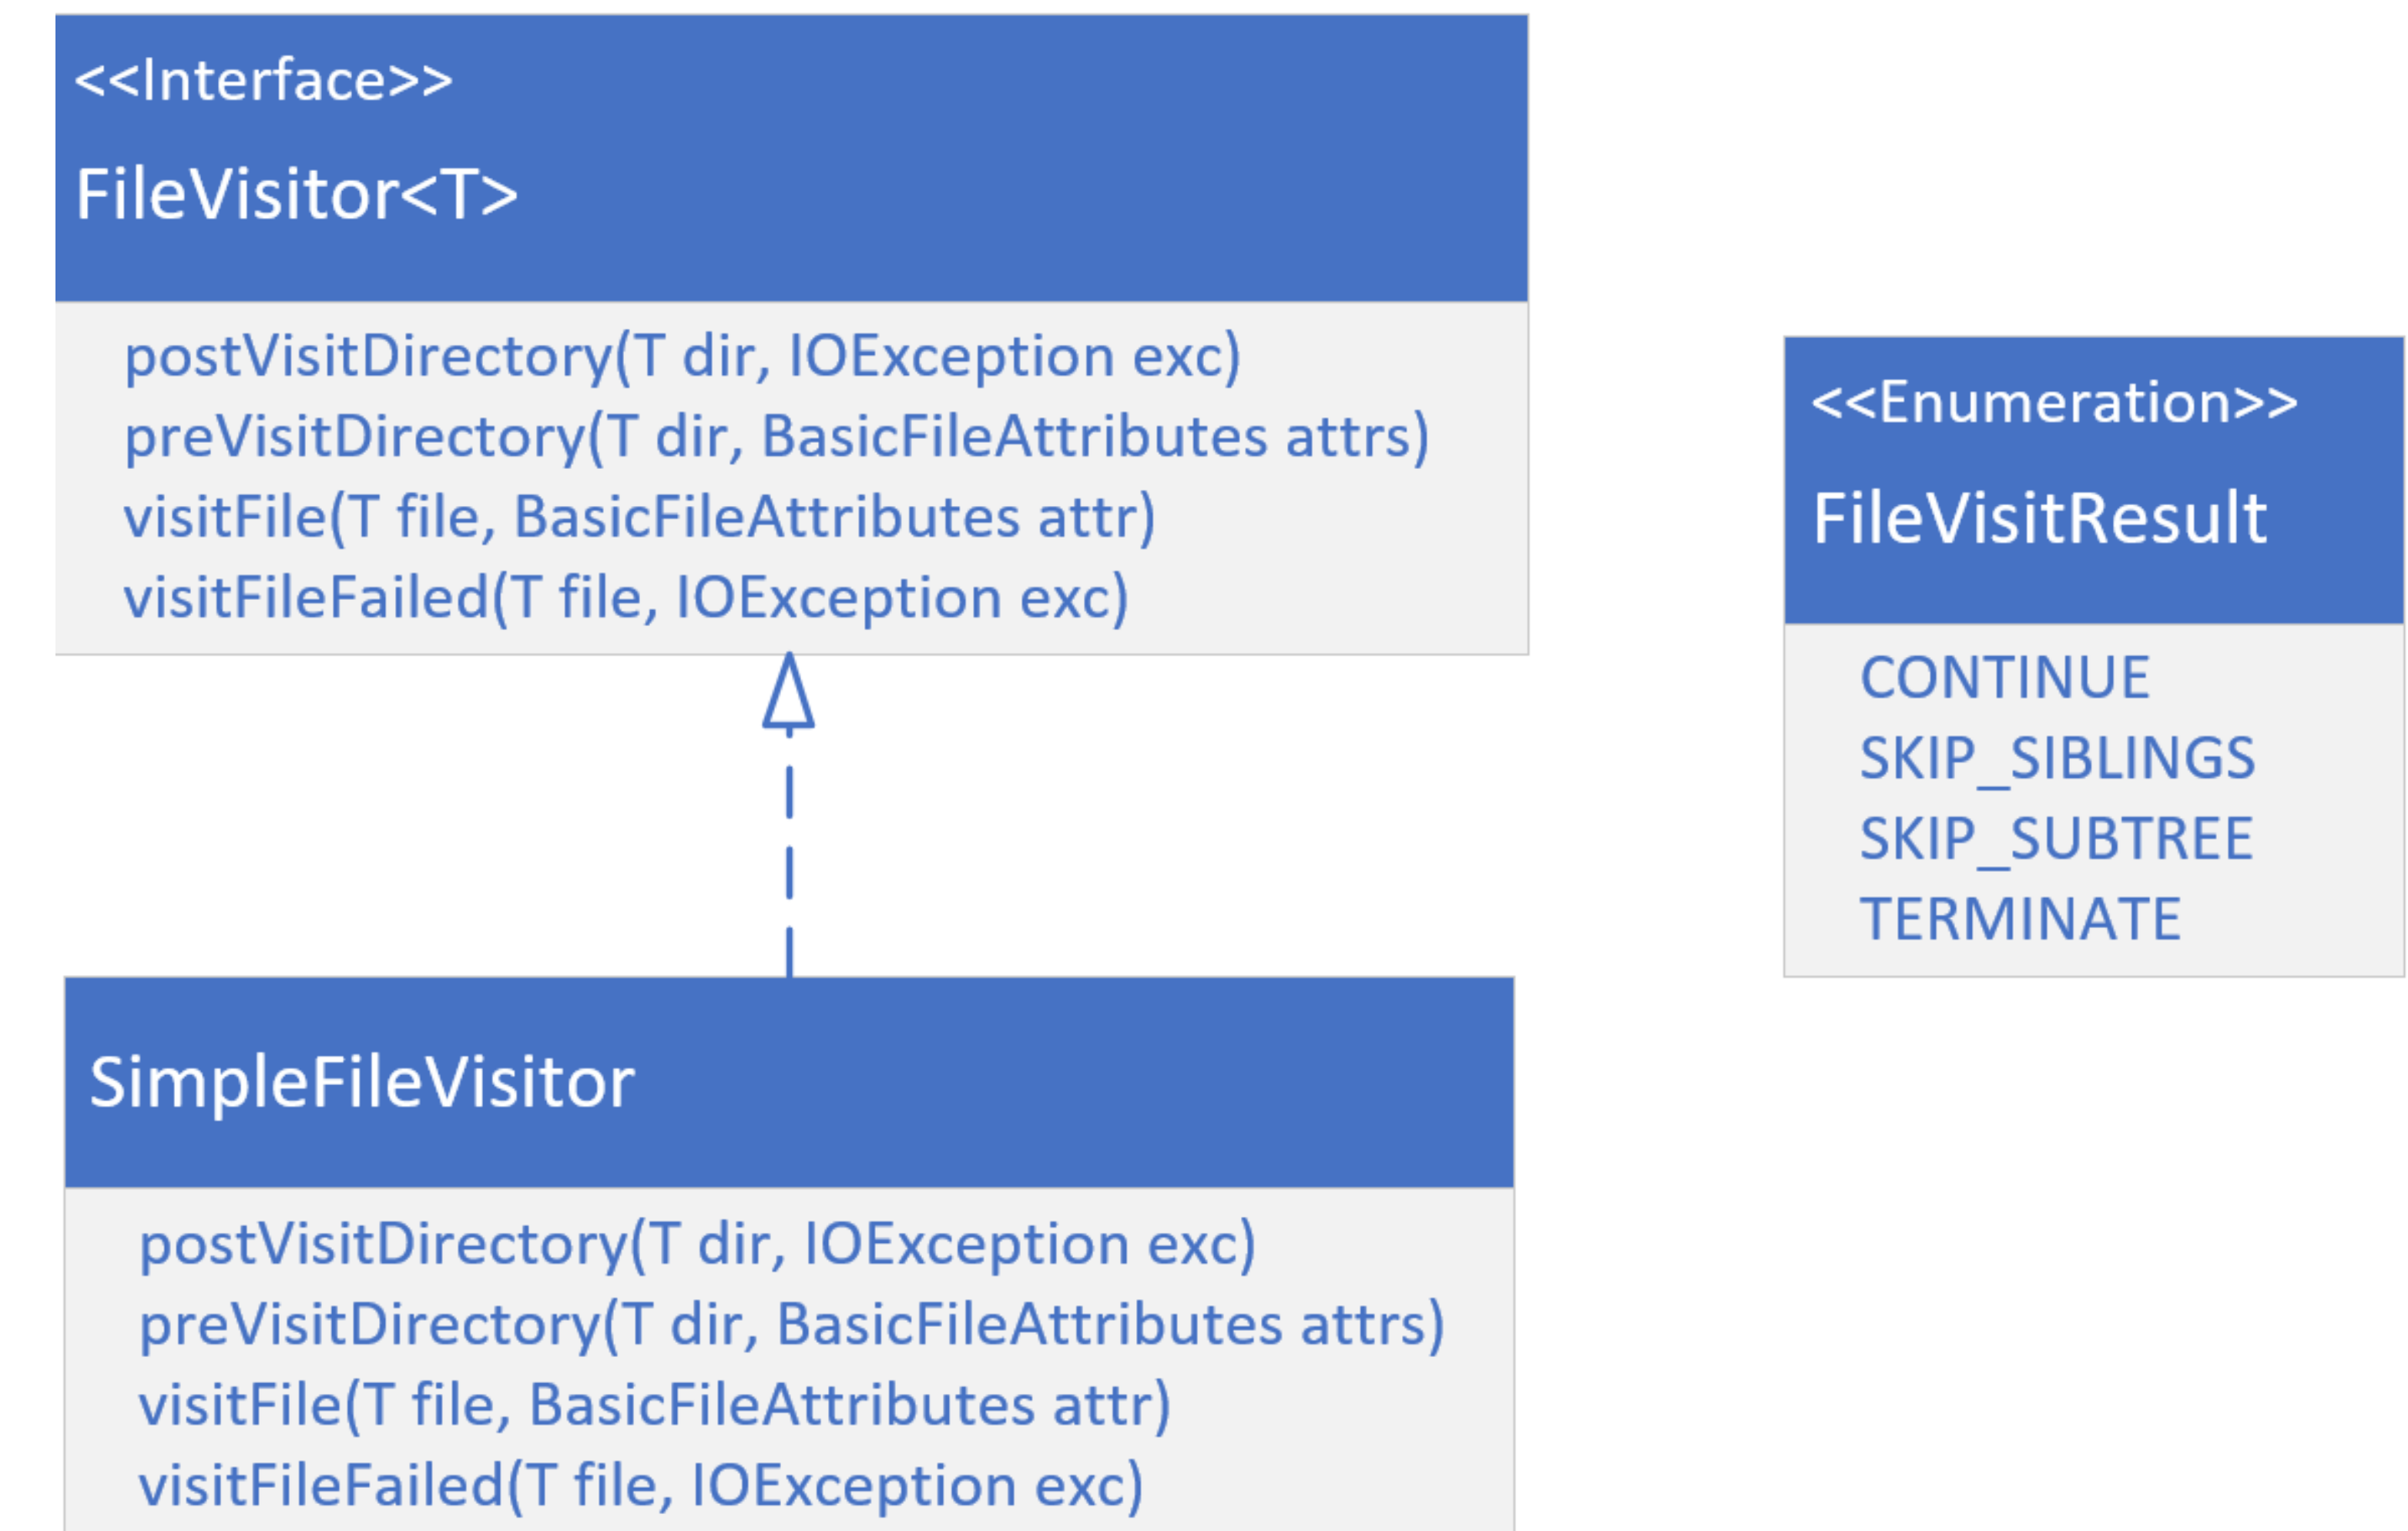 <<Interface>>
FileVisitor<T>
postVisitDirectory(T dir, IOException exc)
preVisitDirectory(T dir, BasicFileAttributes attrs)
visitFile(T file, BasicFileAttributes attr)
visitFileFailed(T file, IOException exc)
<<Enumeration>>
FileVisitResult
CONTINUE
SKIP_SIBLINGS
SKIP_SUBTREE
TERMINATE
SimpleFileVisitor
postVisitDirectory(T dir, IOException exc)
preVisitDirectory(T dir, BasicFileAttributes attrs)
visitFile(T file, BasicFileAttributes attr)
visitFileFailed(T file, IOException exc)